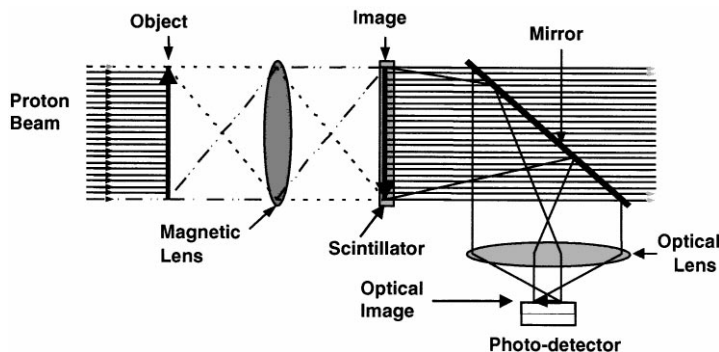 Object
Image
Mirror
Proton
Beam
Magnetic
Lens
Scintillator
Optical
Lens
Optical
Image
Photo-detector